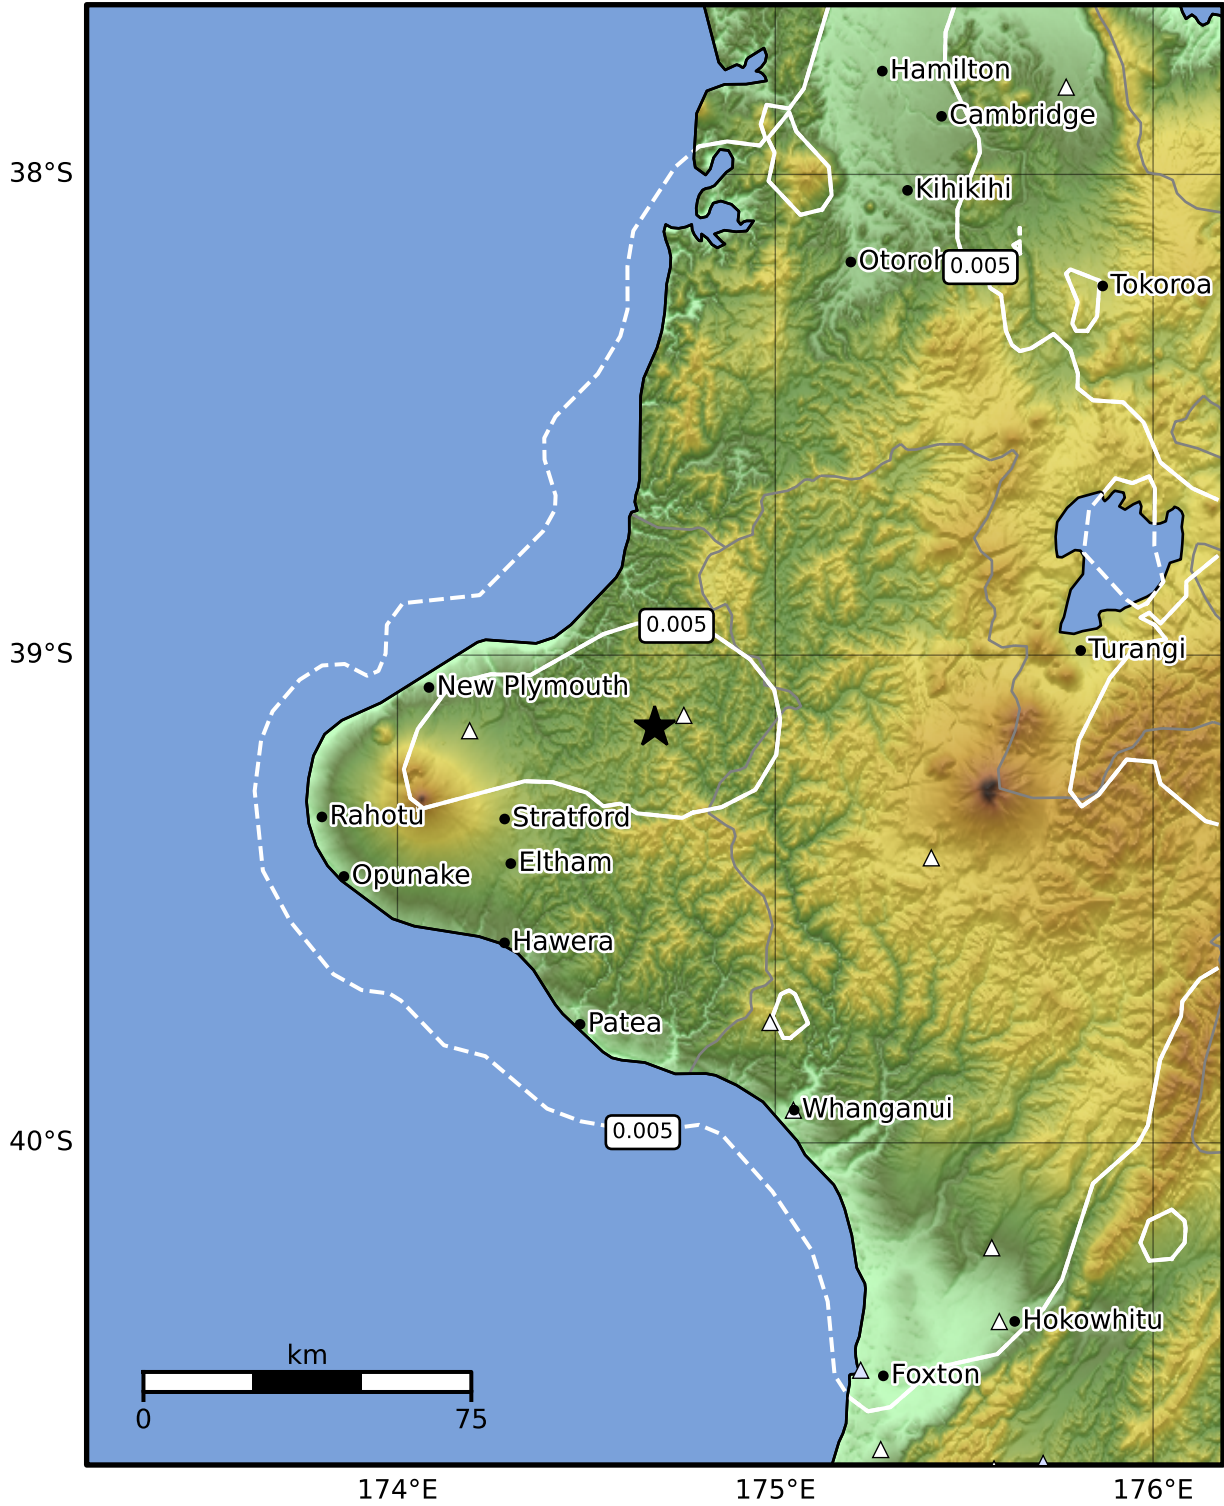 Hamilton
Cambridge
38°S
Kihikihi
Otoroh
0.005
Tokoroa
0.005
39°S
Turangi
New Plymouth
Rahotu
Stratford
Eltham
Opunake
Hawera
Patea
Whanganui
0.005
40°S
Hokowhitu
km
Foxton
0
75
174°E
175°E
176°E